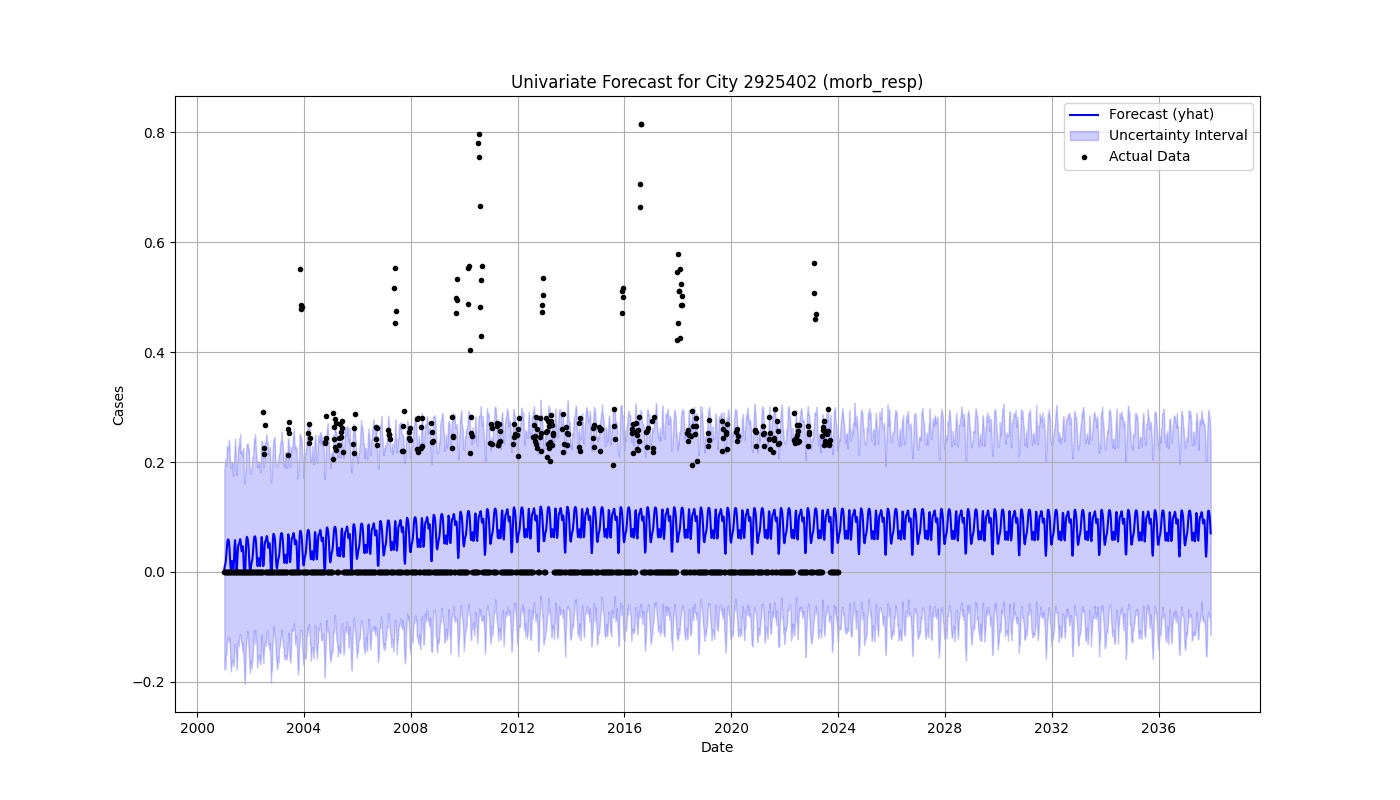 Univariate Forecast for City 2925402 (morb_resp)
Forecast (yhat)
Uncertainty Interval
Actual Data
Cases
0.8
0.6
0.4
0.2
0.0
−0.2
2000 2004 2008 2012 2016 2020 2024 2028 2032 2036
Date